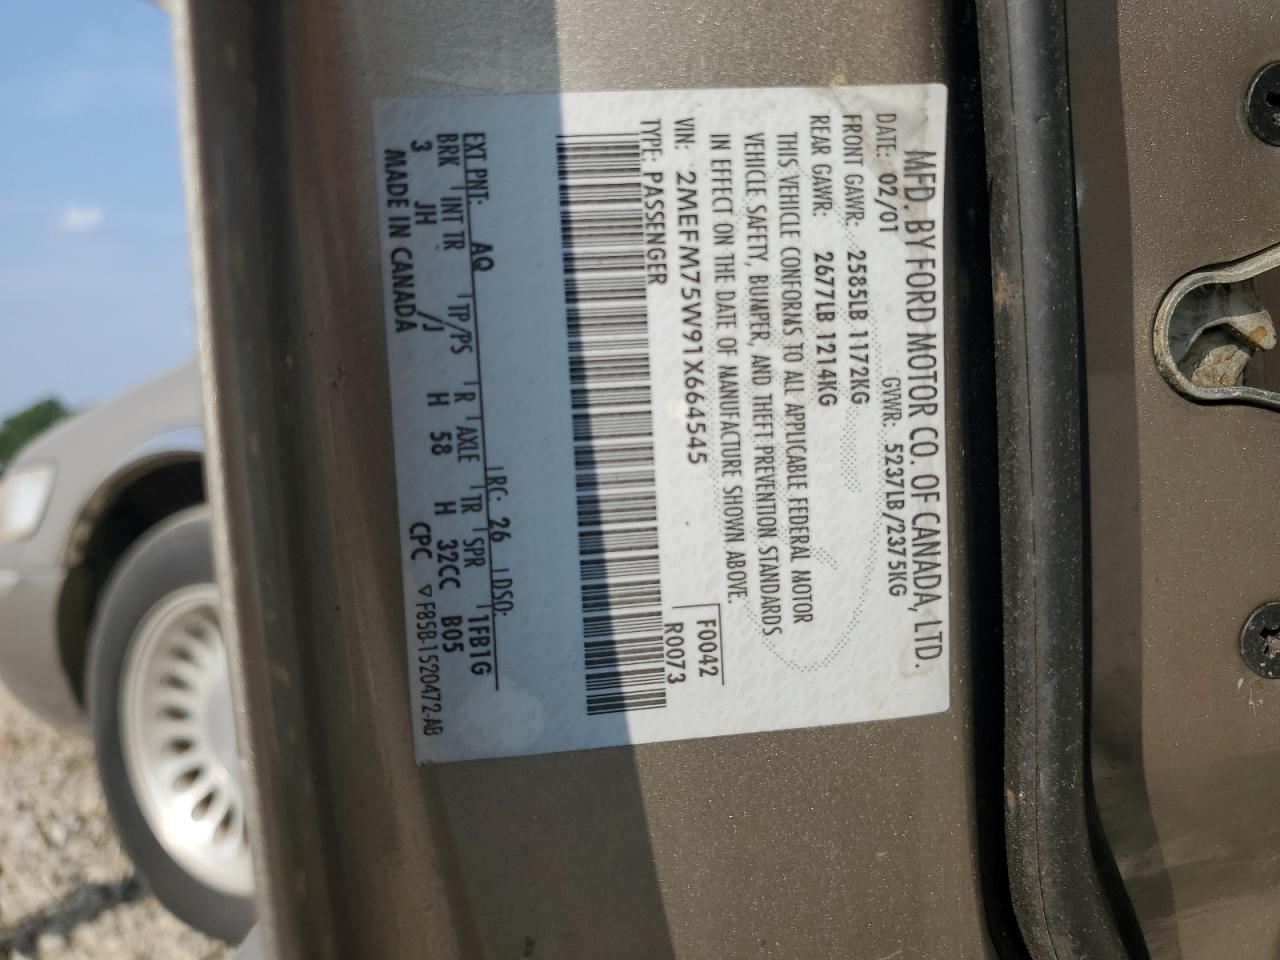 MFD. BY FORD MOTOR CO. OF CANADA, LTD.
DATE: 02/01 GVWR: 5237LB/2375KG
FRONT GAWR: 2585LB 1172KG
REAR GAWR: 2677LB 1214KG
THIS VEHICLE CONFORMS TO ALL APPLICABLE FEDERAL MOTOR
VEHICLE SAFETY, BUMPER, AND THEFT PREVENTION STANDARDS
IN EFFECT ON THE DATE OF MANUFACTURE SHOWN ABOVE.
VIN: 2MEFM75W91X664545 F0042
TYPE: PASSENGER R0073
EXT PNT: AQ RC: 26 DSO:
BRK INT TR TP/PS R AXLE TR SPR 1FB1G
3 JH /J H 58 H 32CC B05
MADE IN CANADA CPC ▽ F85B-1520472-AB